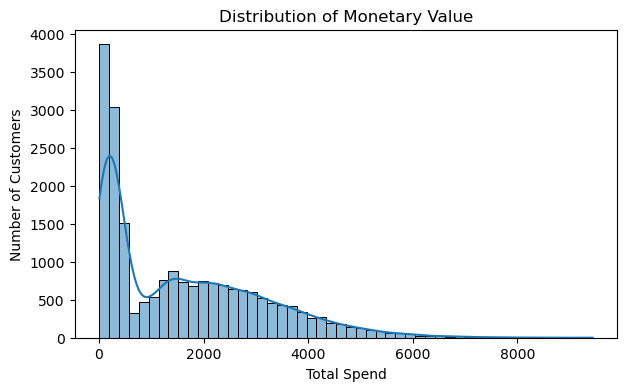 Distribution of Monetary Value
4000
3500
3000
2500
2000
1500
1000
500
0
Number of Customers
0 2000 4000 6000 8000
Total Spend